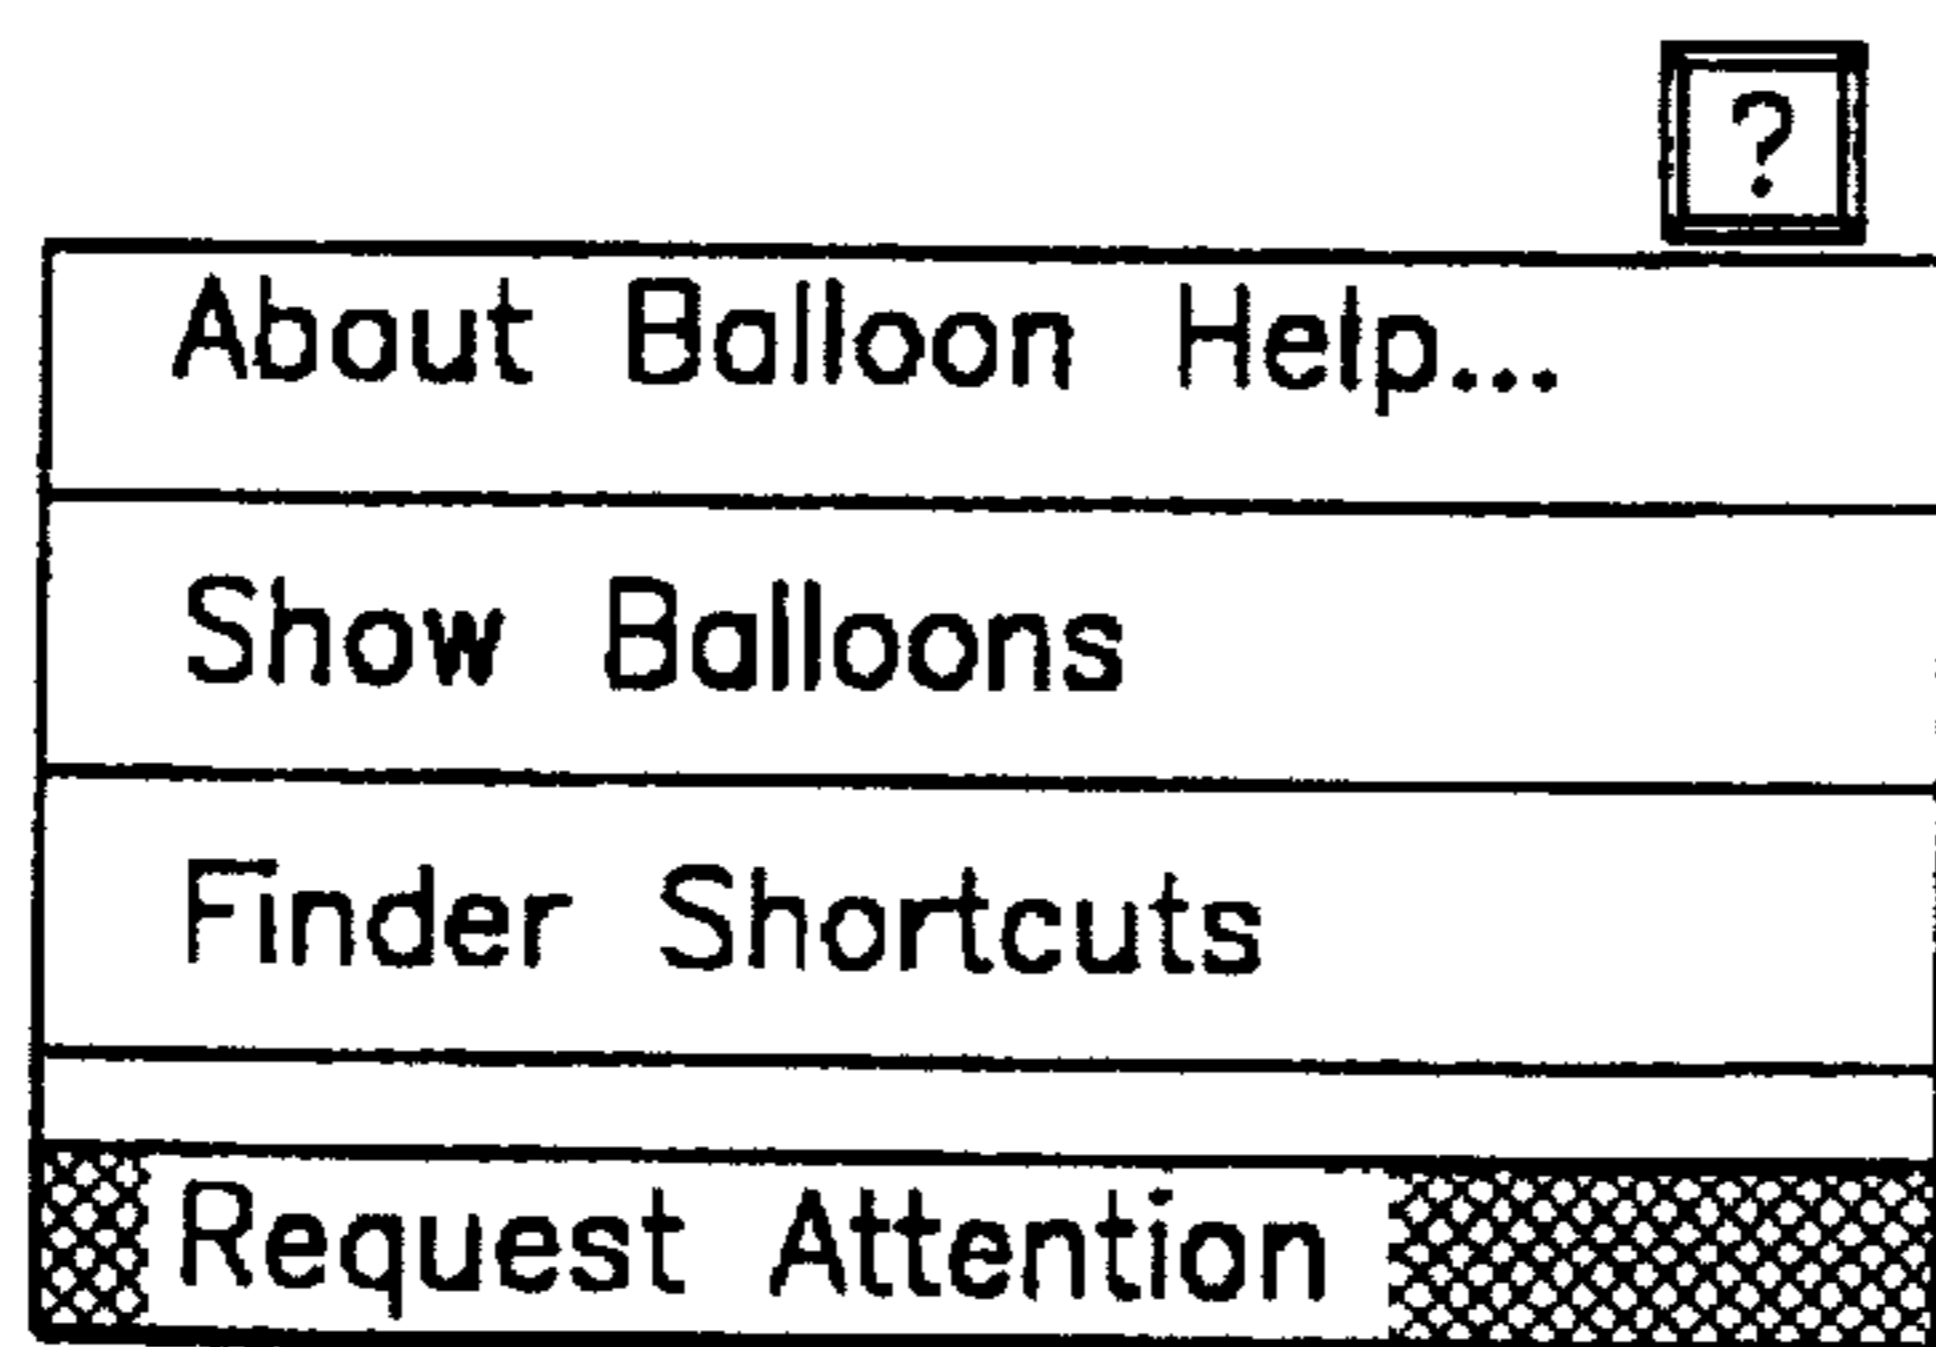 ?
About Balloon Help...
Show Balloons
Finder Shortcuts
Request Attention